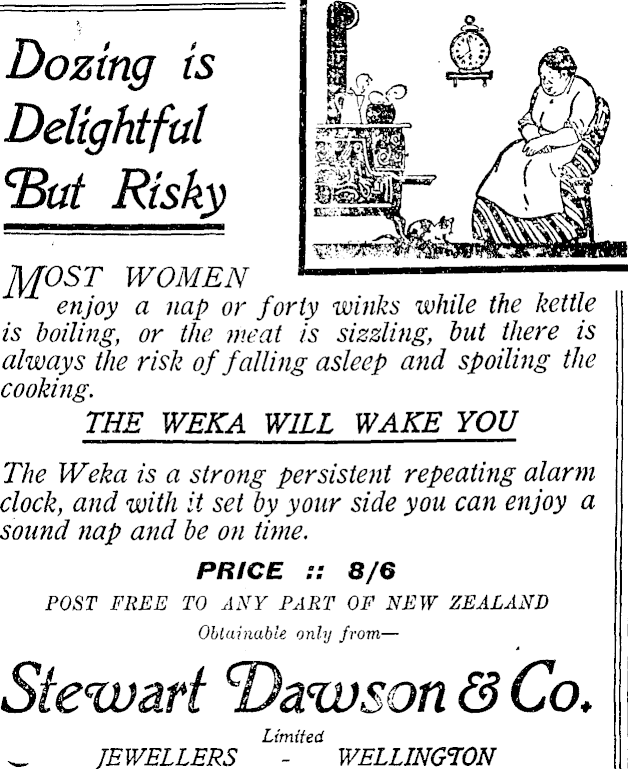 Dozing is
Delightful
But Risky
MOST WOMEN
enjoy a nap or forty winks while the kettle
is boiling, or the meat is sizzling, but there is
always the risk of falling asleep and spoiling the
cooking.
THE WEKA WILL WAKE YOU
The Weka is a strong persistent repeating alarm
clock, and with it set by your side you can enjoy a
sound nap and be on time.
PRICE :: 8/6
POST FREE TO ANY PART OF NEW ZEALAND
Obtainable only from—
Stewart Dawson & Co.
Limited
JEWELLERS - WELLINGTON